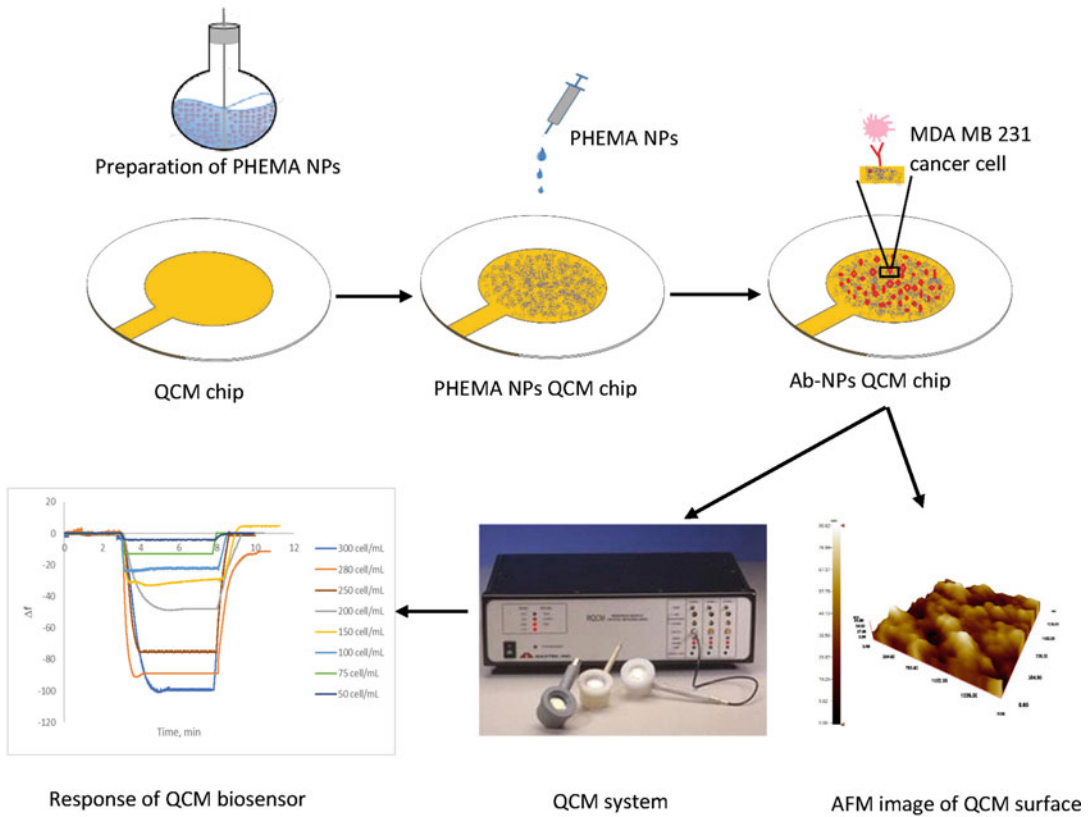 Preparation of PHEMA NPs
PHEMA NPs
MDA MB 231
cancer cell
QCM chip
PHEMA NPs QCM chip
Ab-NPs QCM chip
20
0
-20
-40
-60
-80
-100
-120
Δf
0
2
4
6
8
10
12
Time, min
300 cell/mL
280 cell/mL
250 cell/mL
200 cell/mL
150 cell/mL
100 cell/mL
75 cell/mL
50 cell/mL
RQCM
Response of QCM biosensor
QCM system
AFM image of QCM surface